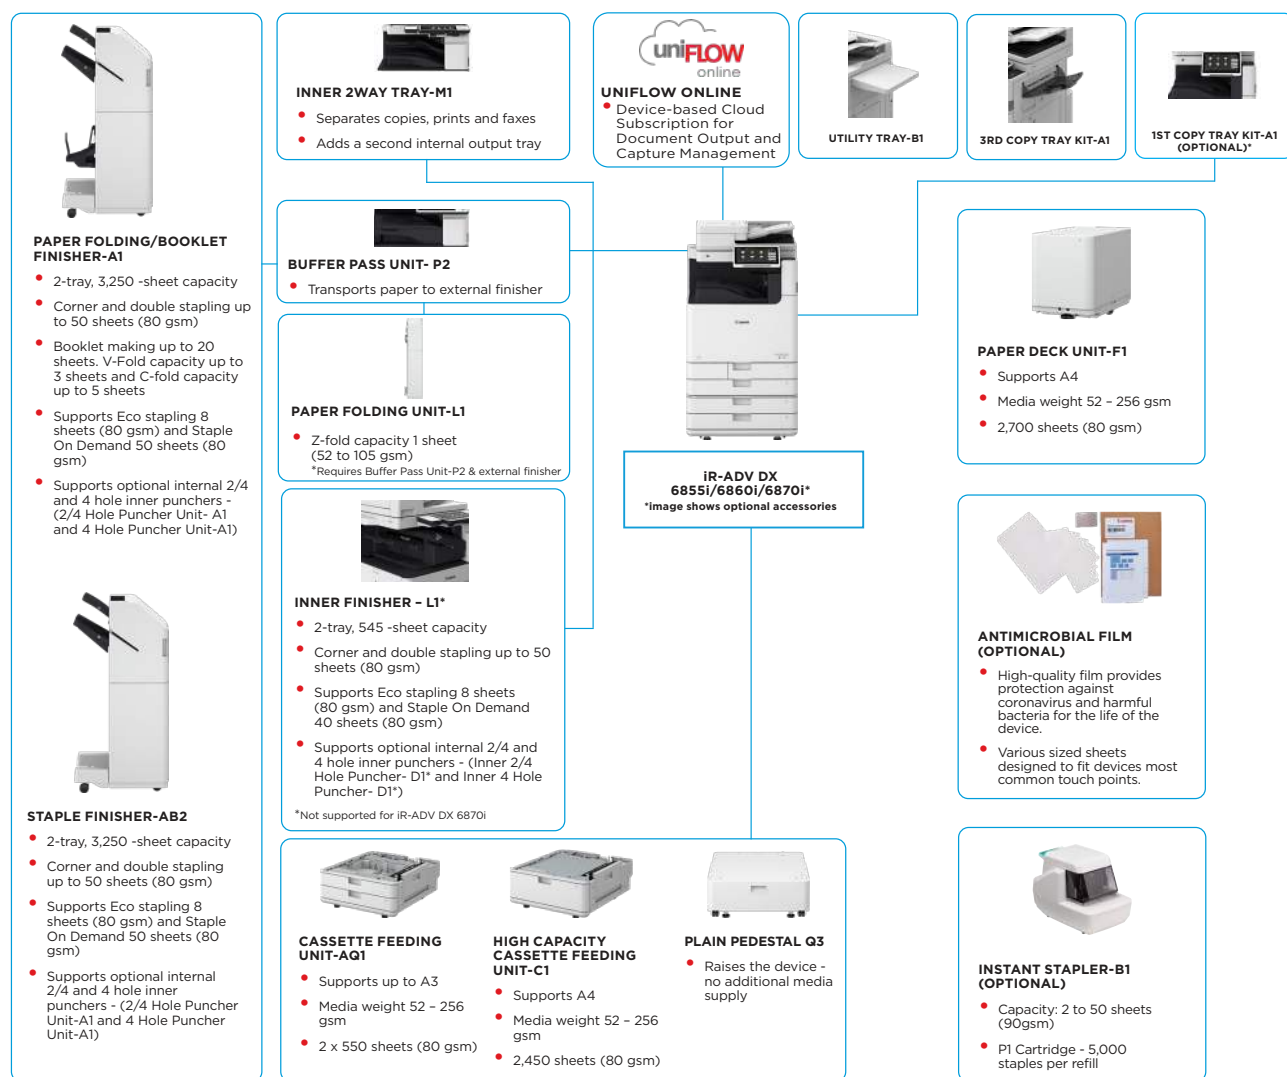 PAPER FOLDING/BOOKLET
FINISHER-A1
• 2-tray, 3,250 -sheet capacity
• Corner and double stapling up
to 50 sheets (80 gsm)
• Booklet making up to 20
sheets. V-Fold capacity up to
3 sheets and C-fold capacity
up to 5 sheets
• Supports Eco stapling 8
sheets (80 gsm) and Staple
On Demand 50 sheets (80
gsm)
• Supports optional internal 2/4
and 4 hole inner punchers -
(2/4 Hole Puncher Unit- A1
and 4 Hole Puncher Unit-A1)
STAPLE FINISHER-AB2
• 2-tray, 3,250 -sheet capacity
• Corner and double stapling
up to 50 sheets (80 gsm)
• Supports Eco stapling 8
sheets (80 gsm) and Staple
On Demand 50 sheets (80
gsm)
• Supports optional internal
2/4 and 4 hole inner
punchers - (2/4 Hole Puncher
Unit-A1 and 4 Hole Puncher
Unit-A1)
INNER 2WAY TRAY-M1
• Separates copies, prints and faxes
• Adds a second internal output tray
BUFFER PASS UNIT- P2
• Transports paper to external finisher
PAPER FOLDING UNIT-L1
• Z-fold capacity 1 sheet
(52 to 105 gsm)
*Requires Buffer Pass Unit-P2 & external finisher
INNER FINISHER – L1*
• 2-tray, 545 -sheet capacity
• Corner and double stapling up to 50
sheets (80 gsm)
• Supports Eco stapling 8 sheets
(80 gsm) and Staple On Demand
40 sheets (80 gsm)
• Supports optional internal 2/4 and
4 hole inner punchers - (Inner 2/4
Hole Puncher- D1* and Inner 4 Hole
Puncher- D1*)
*Not supported for iR-ADV DX 6870i
uniFLOW
online
UNIFLOW ONLINE
• Device-based Cloud
Subscription for
Document Output and
Capture Management
UTILITY TRAY-B1
3RD COPY TRAY KIT-A1
1ST COPY TRAY KIT-A1
(OPTIONAL)*
Canon
iR-ADV DX
6855i/6860i/6870i*
*image shows optional accessories
PAPER DECK UNIT-F1
• Supports A4
• Media weight 52 – 256 gsm
• 2,700 sheets (80 gsm)
ANTIMICROBIAL FILM
(OPTIONAL)
• High-quality film provides
protection against
coronavirus and harmful
bacteria for the life of the
device.
• Various sized sheets
designed to fit devices most
common touch points.
CASSETTE FEEDING
UNIT-AQ1
• Supports up to A3
• Media weight 52 – 256
gsm
• 2 x 550 sheets (80 gsm)
HIGH CAPACITY
CASSETTE FEEDING
UNIT-C1
• Supports A4
• Media weight 52 – 256
gsm
• 2,450 sheets (80 gsm)
PLAIN PEDESTAL Q3
• Raises the device -
no additional media
supply
INSTANT STAPLER-B1
(OPTIONAL)
• Capacity: 2 to 50 sheets
(90gsm)
• P1 Cartridge - 5,000
staples per refill